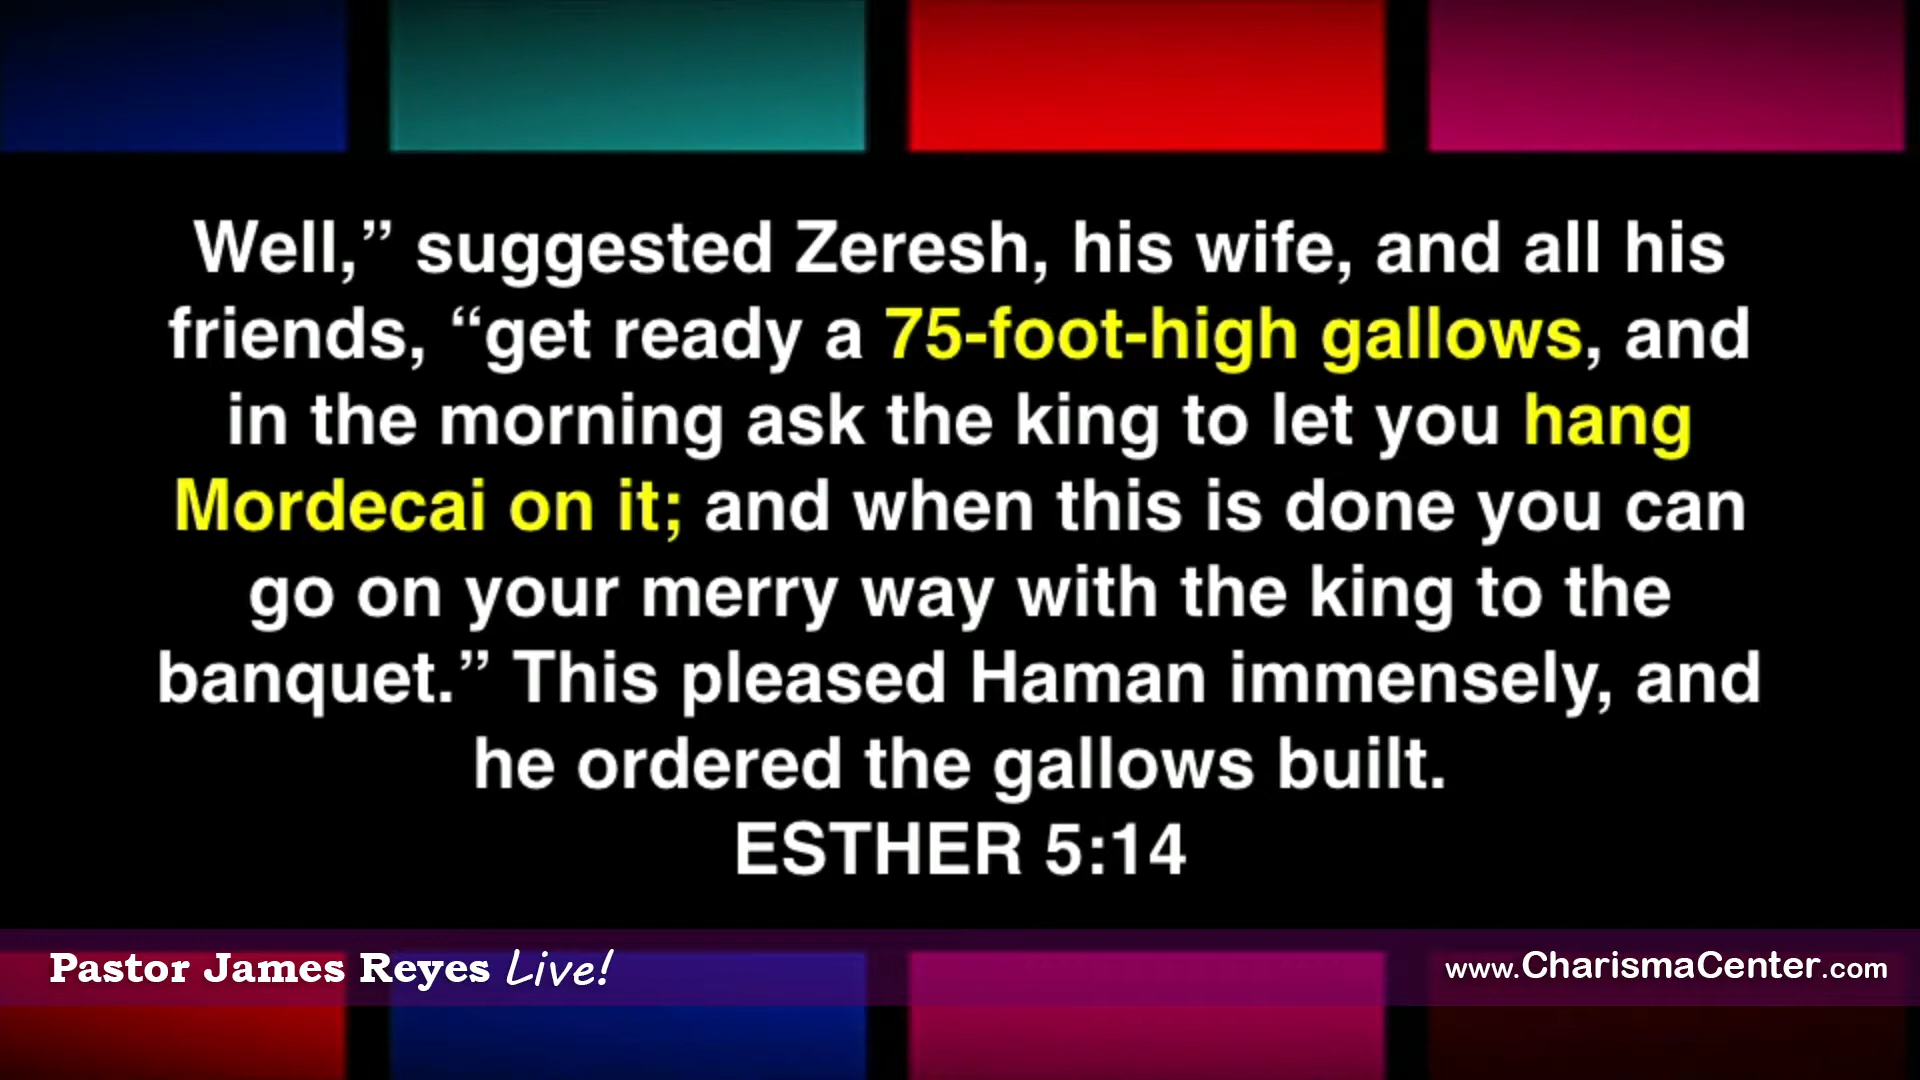 Well,” suggested Zeresh, his wife, and all his
friends, “get ready a 75-foot-high gallows, and
in the morning ask the king to let you hang
Mordecai on it; and when this is done you can
go on your merry way with the king to the
banquet.” This pleased Haman immensely, and
he ordered the gallows built.
ESTHER 5:14
Pastor James Reyes Live!
www.CharismaCenter.com